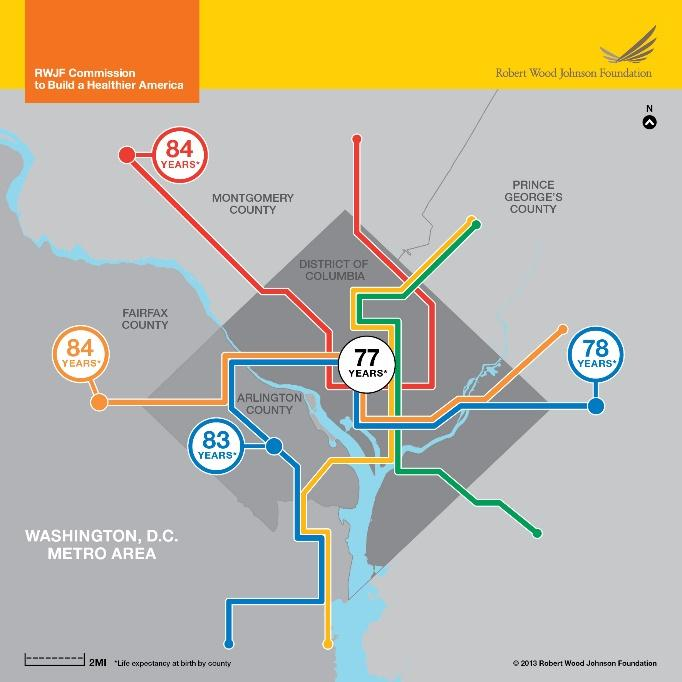 RWJF Commission
to Build a Healthier America
Robert Wood Johnson Foundation
N
84
YEARS*
MONTGOMERY
COUNTY
PRINCE
GEORGE'S
COUNTY
DISTRICT OF
COLUMBIA
FAIRFAX
COUNTY
84
YEARS*
77
YEARS*
78
YEARS*
ARLINGTON
COUNTY
83
YEARS*
WASHINGTON, D.C.
METRO AREA
2MI *Life expectancy at birth by county
© 2013 Robert Wood Johnson Foundation